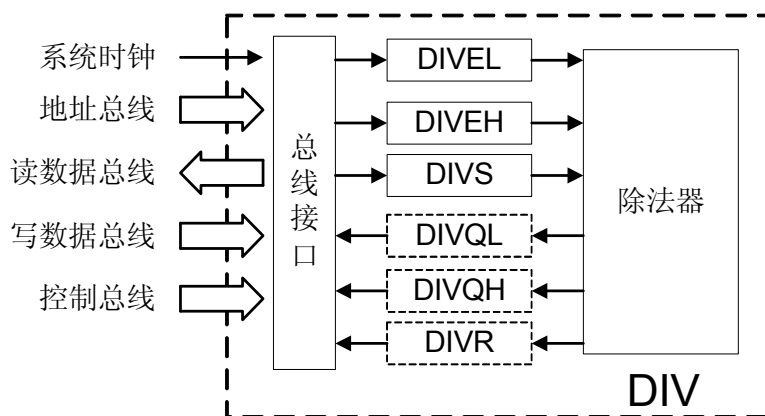 系统时钟
地址总线
读数据总线
写数据总线
控制总线
总线接口
DIVEL
DIVEH
DIVS
DIVQL
DIVQH
DIVR
除法器
DIV